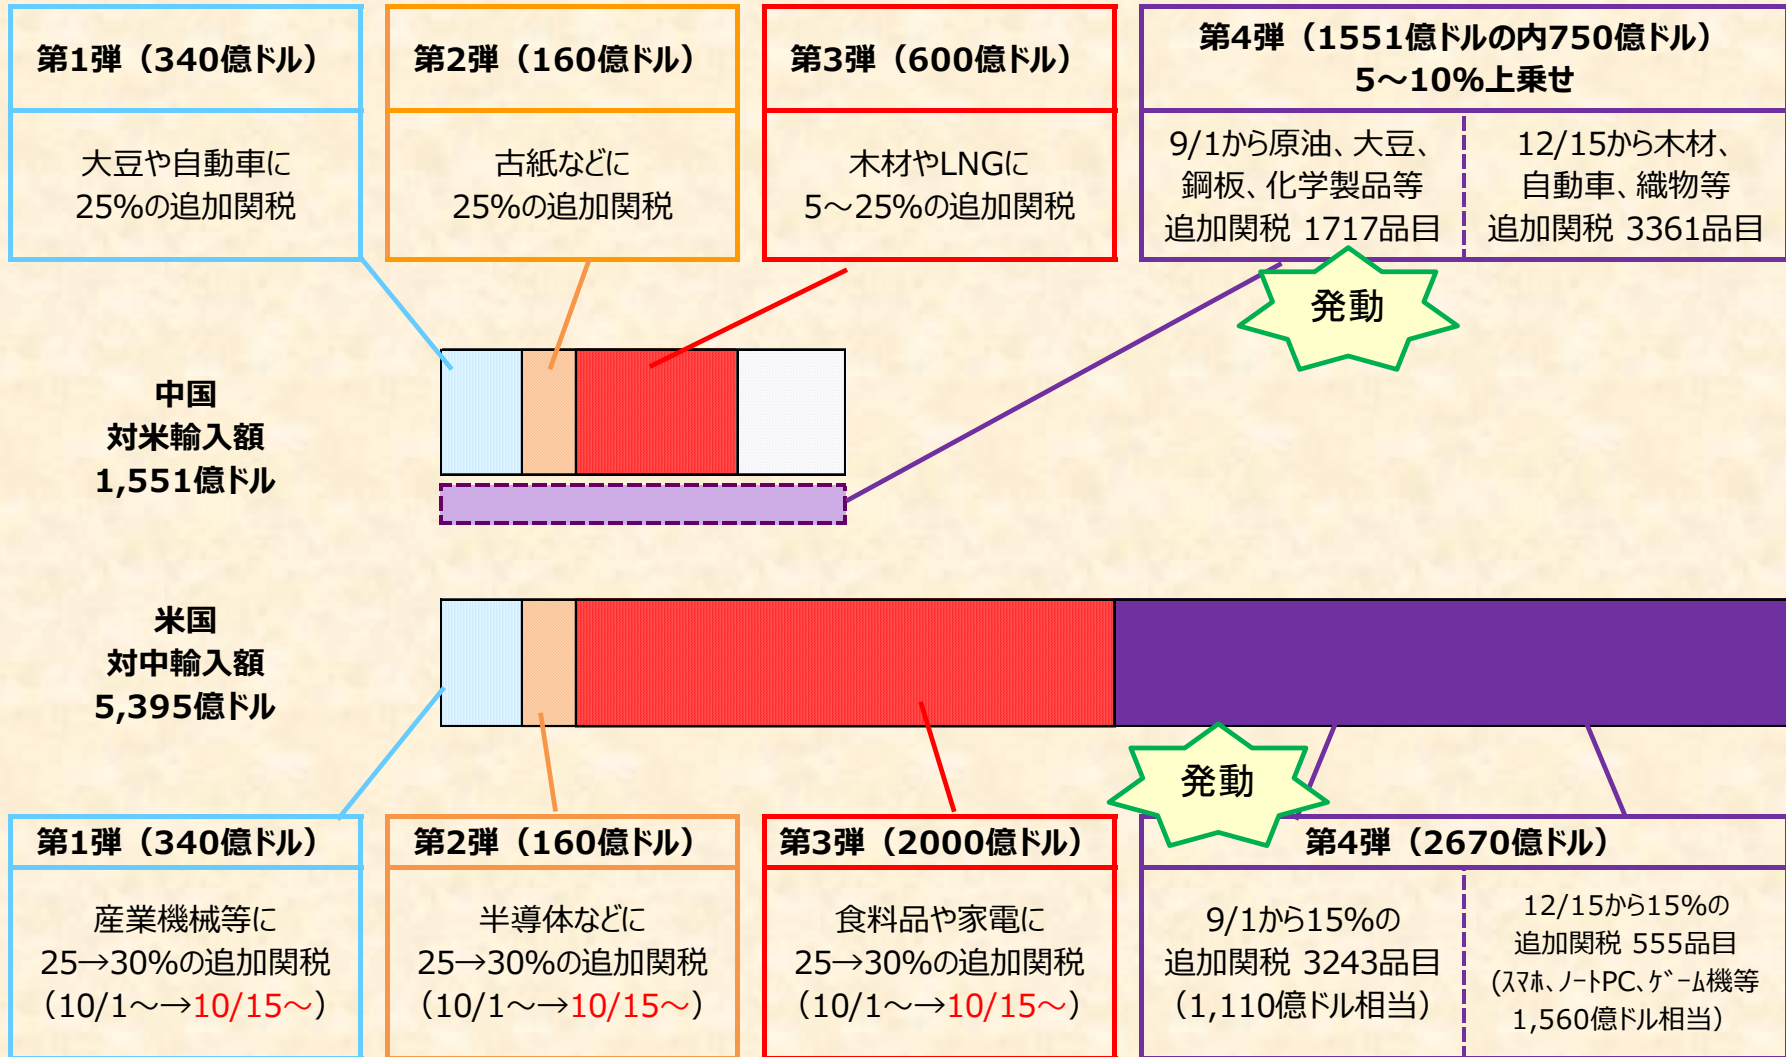 第1弾（340億ドル）
大豆や自動車に
25%の追加関税
第2弾（160億ドル）
古紙などに
25%の追加関税
第3弾（600億ドル）
木材やLNGに
5～25%の追加関税
第4弾（1551億ドルの内750億ドル）
5～10%上乗せ
9/1から原油、大豆、
鋼板、化学製品等
追加関税 1717品目
12/15から木材、
自動車、織物等
追加関税 3361品目
発動
中国
対米輸入額
1,551億ドル
米国
対中輸入額
5,395億ドル
発動
第1弾（340億ドル）
産業機械等に
25→30%の追加関税
（10/1～→10/15～）
第2弾（160億ドル）
半導体などに
25→30%の追加関税
（10/1～→10/15～）
第3弾（2000億ドル）
食料品や家電に
25→30%の追加関税
（10/1～→10/15～）
第4弾（2670億ドル）
9/1から15%の
追加関税 3243品目
（1,110億ドル相当）
12/15から15%の
追加関税 555品目
(ｽﾏﾎ、ﾉｰﾄPC、ｹﾞｰﾑ機等
1,560億ドル相当）